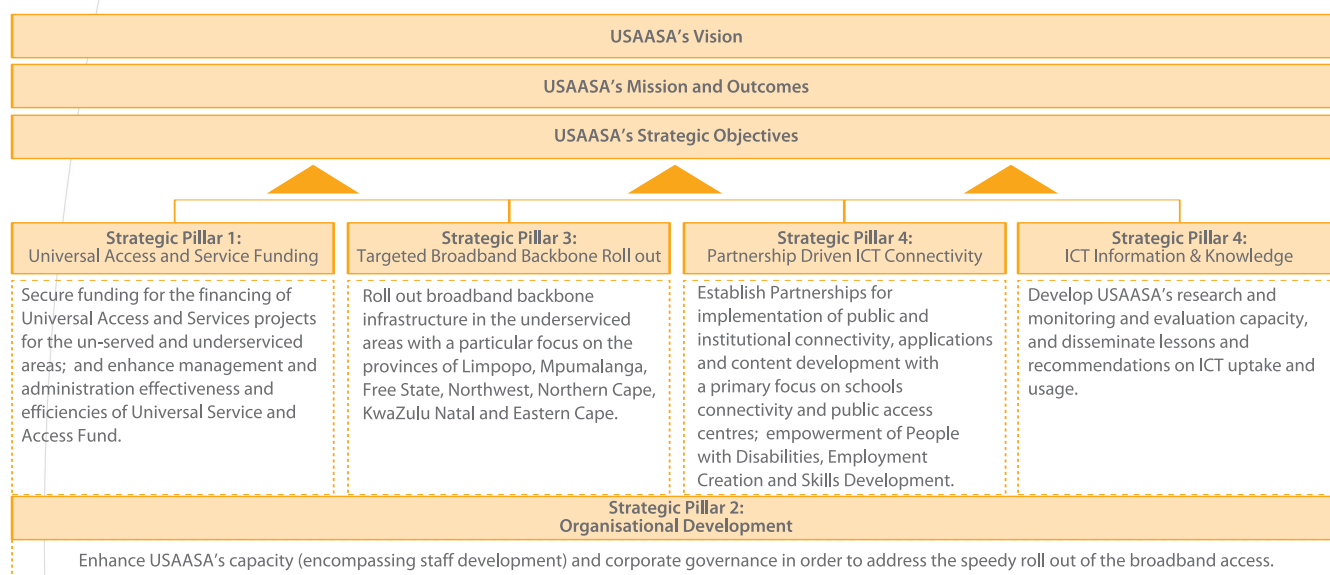 USAASA's Vision
USAASA's Mission and Outcomes
USAASA's Strategic Objectives
Strategic Pillar 1:
Universal Access and Service Funding
Secure funding for the financing of
Universal Access and Services projects
for the un-served and underserviced
areas; and enhance management and
administration effectiveness and
efficiencies of Universal Service and
Access Fund.
Strategic Pillar 3:
Targeted Broadband Backbone Roll out
Roll out broadband backbone
infrastructure in the underserviced
areas with a particular focus on the
provinces of Limpopo, Mpumalanga,
Free State, Northwest, Northern Cape,
KwaZulu Natal and Eastern Cape.
Strategic Pillar 4:
Partnership Driven ICT Connectivity
Establish Partnerships for
implementation of public and
institutional connectivity, applications
and content development with
a primary focus on schools
connectivity and public access
centres; empowerment of People
with Disabilities, Employment
Creation and Skills Development.
Strategic Pillar 4:
ICT Information & Knowledge
Develop USAASA's research and
monitoring and evaluation capacity,
and disseminate lessons and
recommendations on ICT uptake and
usage.
Strategic Pillar 2:
Organisational Development
Enhance USAASA's capacity (encompassing staff development) and corporate governance in order to address the speedy roll out of the broadband access.